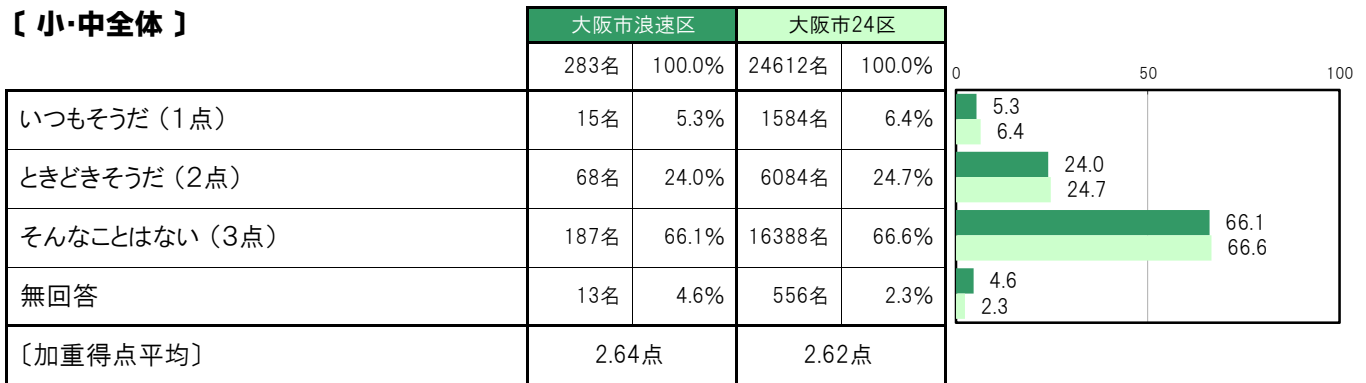 〔 小・中全体 〕
大阪市浪速区 大阪市24区
283名 100.0% 24612名 100.0%
0 50 100
いつもそうだ（１点） 15名 5.3% 1584名 6.4%
5.3
6.4
ときどきそうだ（２点） 68名 24.0% 6084名 24.7%
24.0
24.7
そんなことはない（３点） 187名 66.1% 16388名 66.6%
66.1
66.6
無回答 13名 4.6% 556名 2.3%
4.6
2.3
〔加重得点平均〕 2.64点 2.62点